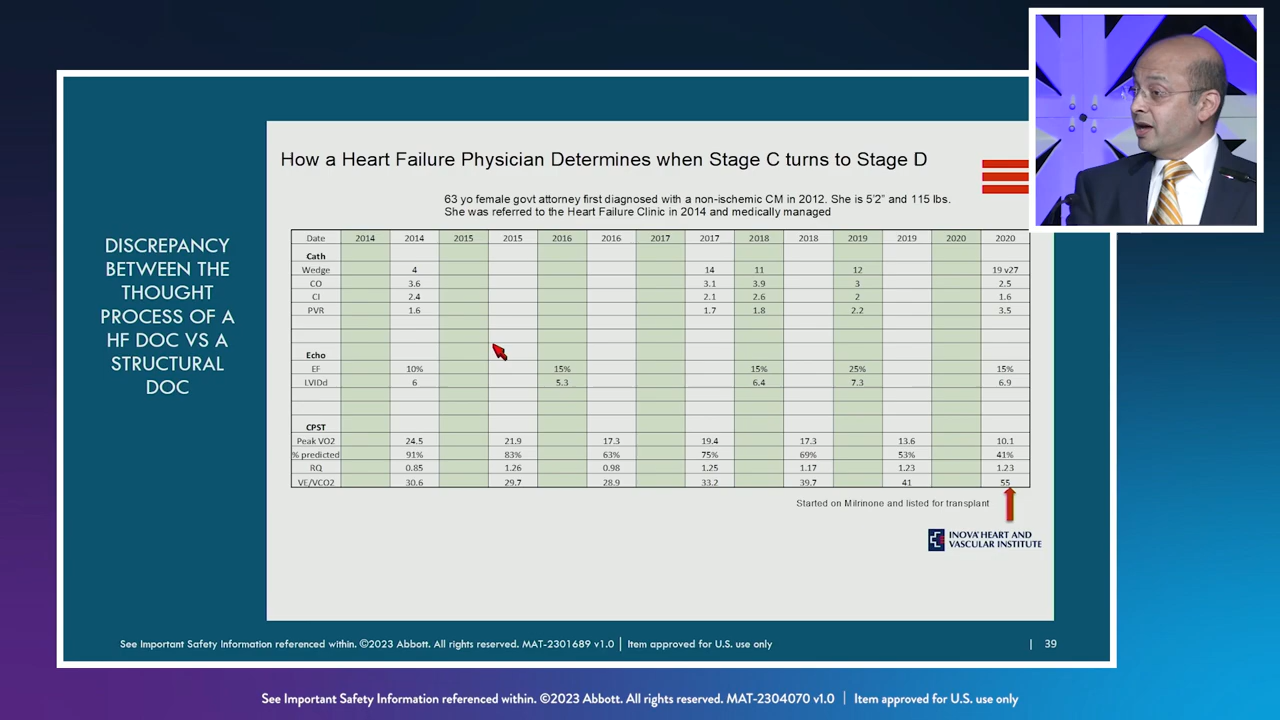 How a Heart Failure Physician Determines when Stage C turns to Stage D
63 yo female govt attorney first diagnosed with a non-ischemic CM in 2012. She is 5'2" and 115 lbs.
She was referred to the Heart Failure Clinic in 2014 and medically managed
DISCREPANCY
BETWEEN THE
THOUGHT
PROCESS OF A
HF DOC VS A
STRUCTURAL
DOC
Date 2014 2014 2015 2015 2016 2016 2017 2017 2018 2018 2019 2019 2020 2020
Cath
Wedge 4 14 11 12 19 v27
CO 3.6 3.1 3.9 3 2.5
CI 2.4 2.1 2.6 2 1.6
PVR 1.6 1.7 1.8 2.2 3.5
Echo
EF 10% 15% 15% 25% 15%
LVIDd 6 5.3 6.4 7.3 6.9
CPST
Peak VO2 24.5 21.9 17.3 19.4 17.3 13.6 10.1
% predicted 91% 83% 63% 75% 69% 53% 41%
RQ 0.85 1.26 0.98 1.25 1.17 1.23 1.23
VE/VCO2 30.6 29.7 28.9 33.2 39.7 41 55
Started on Milrinone and listed for transplant
INOVA HEART AND
VASCULAR INSTITUTE
See Important Safety Information referenced within. ©2023 Abbott. All rights reserved. MAT-2301689 v1.0 | Item approved for U.S. use only | 39
See Important Safety Information referenced within. ©2023 Abbott. All rights reserved. MAT-2304070 v1.0 | Item approved for U.S. use only